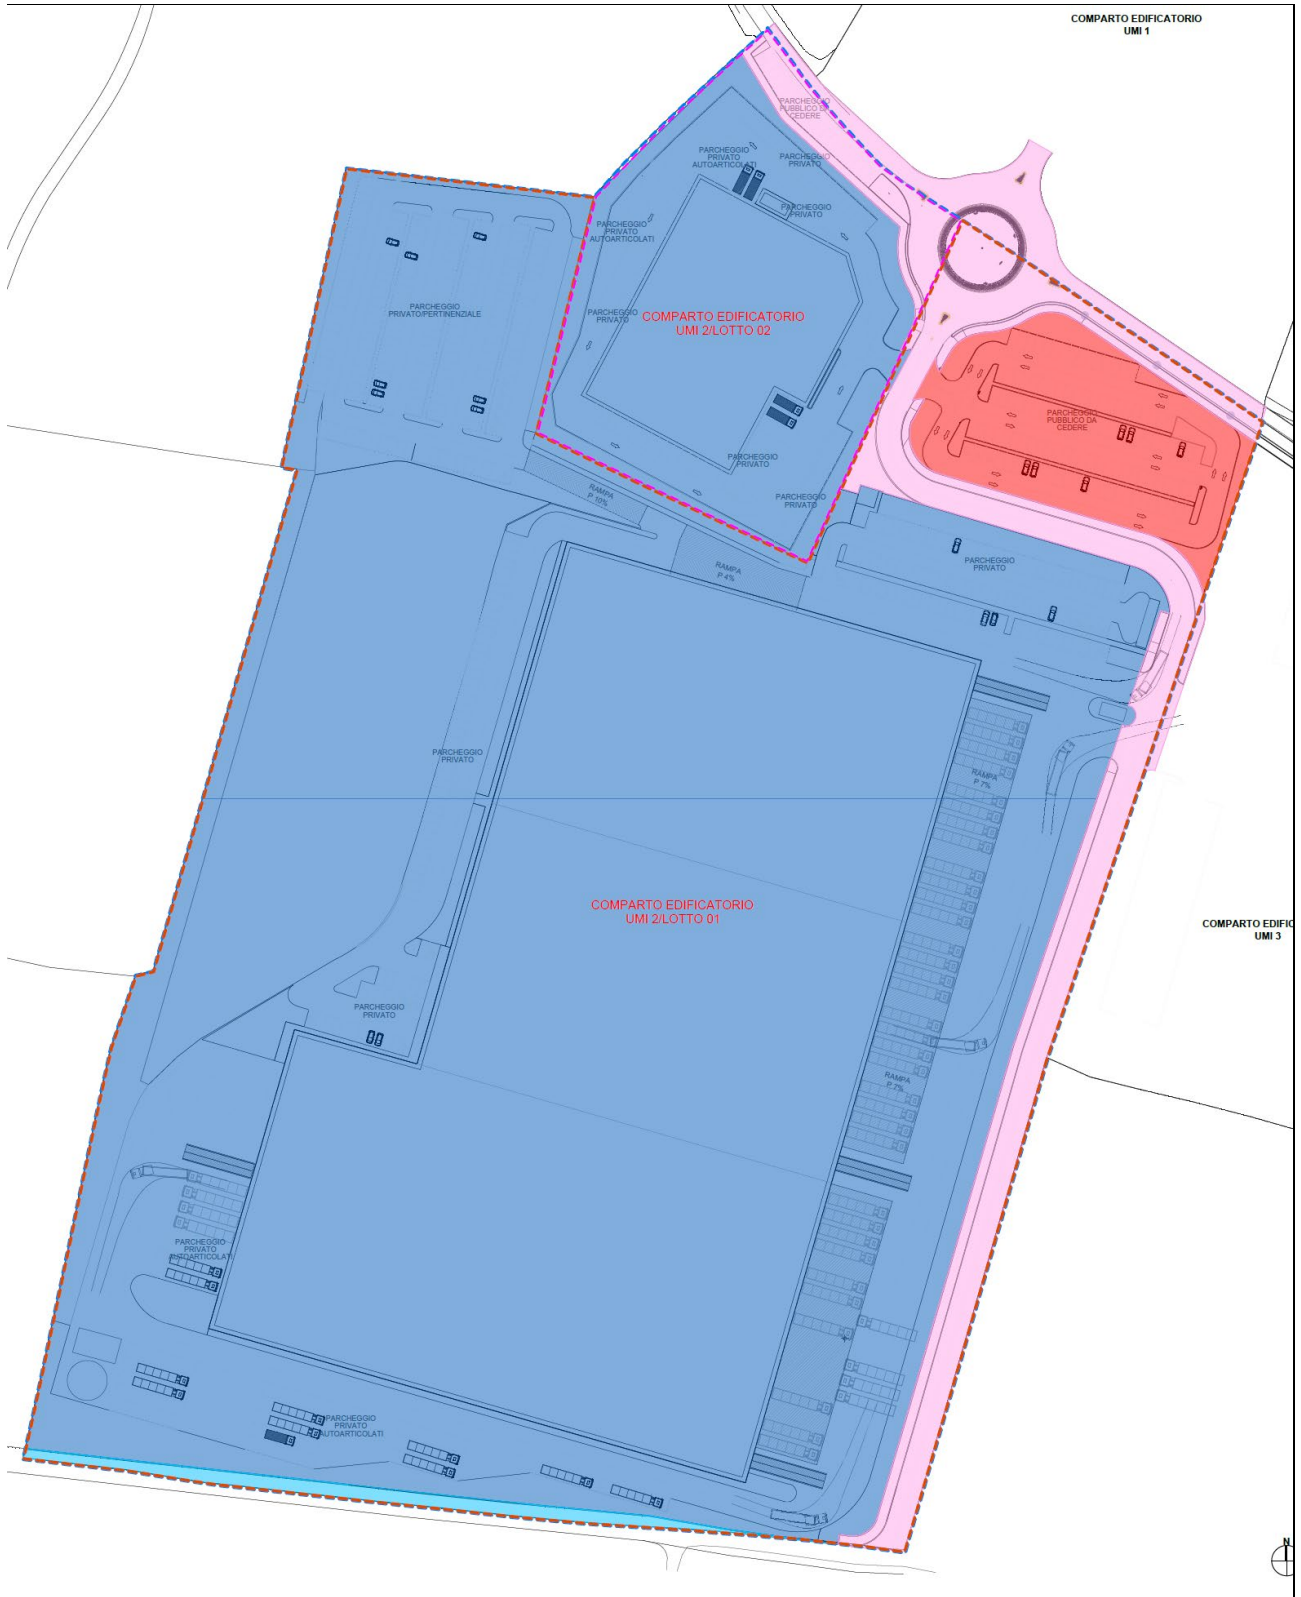 COMPARTO EDIFICATORIO
UMI 1
PARCHEGGIO
PUBBLICO DA
CEDERE
PARCHEGGIO
PRIVATO
AUTOARTICOLATI
PARCHEGGIO
PRIVATO
PARCHEGGIO
PRIVATO
PARCHEGGIO
PRIVATO
AUTOARTICOLATI
PARCHEGGIO
PRIVATO/PERTINENZIALE
PARCHEGGIO
PRIVATO
COMPARTO EDIFICATORIO
UMI 2/LOTTO 02
PARCHEGGIO
PUBBLICO DA
CEDERE
PARCHEGGIO
PRIVATO
PARCHEGGIO
PRIVATO
RAMPA
P 10%
RAMPA
P 4%
PARCHEGGIO
PRIVATO
PARCHEGGIO
PRIVATO
RAMPA
P 7%
COMPARTO EDIFICATORIO
UMI 2/LOTTO 01
COMPARTO EDIFIC
UMI 3
PARCHEGGIO
PRIVATO
RAMPA
P 7%
PARCHEGGIO
PRIVATO
AUTOARTICOLATI
PARCHEGGIO
PRIVATO
AUTOARTICOLATI
N